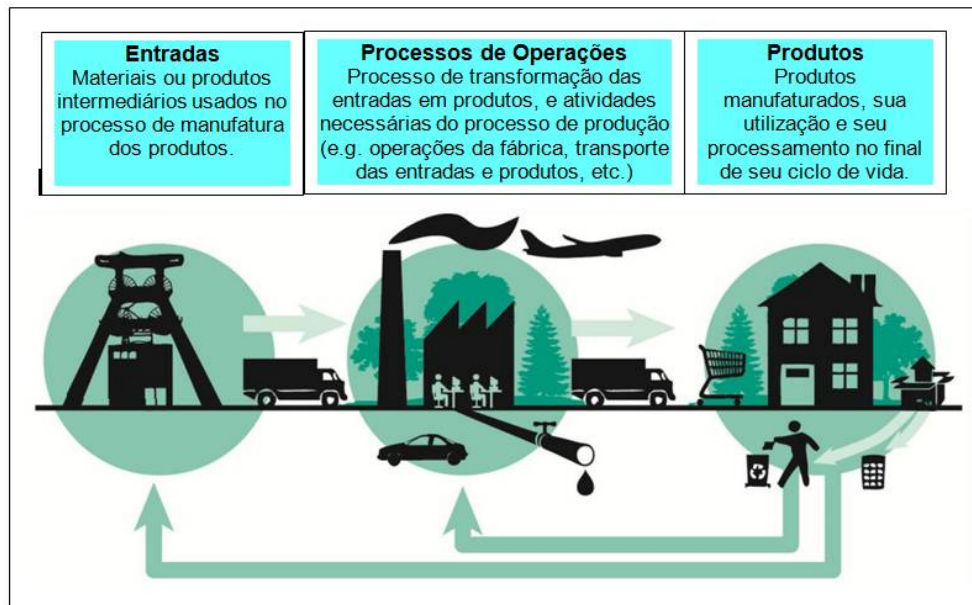 Entradas
Materiais ou produtos
intermediários usados no
processo de manufatura
dos produtos.
Processos de Operações
Processo de transformação das
entradas em produtos, e atividades
necessárias do processo de produção
(e.g. operações da fábrica, transporte
das entradas e produtos, etc.)
Produtos
Produtos
manufaturados, sua
utilização e seu
processamento no final
de seu ciclo de vida.